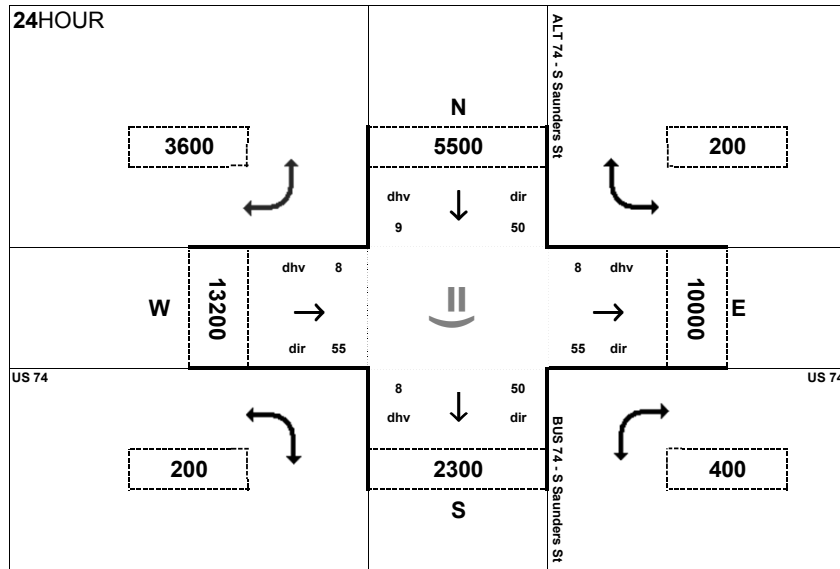 24HOUR
ALT 74 - S Saunders St
N
3600
5500
200
dhv
dir
9
50
dhv 8
8 dhv
W
13200
10000
E
dir 55
55 dir
US 74
US 74
8
50
dhv
dir
BUS 74 - S Saunders St
200
2300
400
S